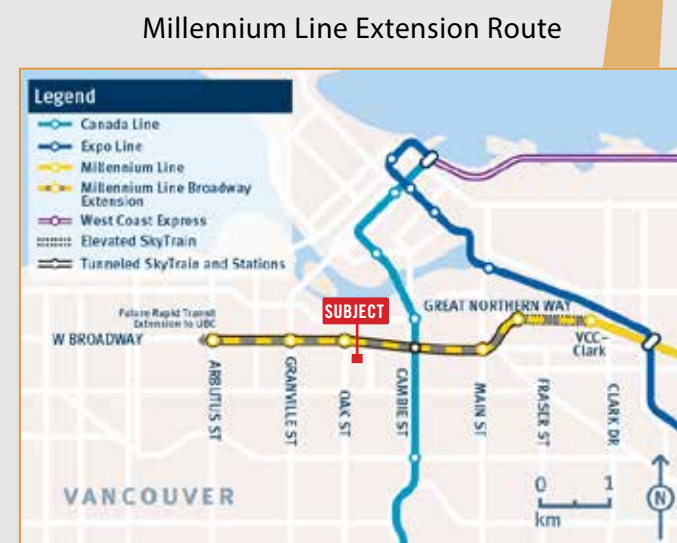 Millennium Line Extension Route
Legend
Canada Line
Expo Line
Millennium Line
Millennium Line Broadway
Extension
West Coast Express
Elevated SkyTrain
Tunneled SkyTrain and Stations
Future Rapid Transit
Extension to UBC
W BROADWAY
SUBJECT
GREAT NORTHERN WAY
VCC–
Clark
ARBUTUS ST
GRANVILLE ST
OAK ST
CAMBIE ST
MAIN ST
FRASER ST
CLARK DR
VANCOUVER
0 1
km
N